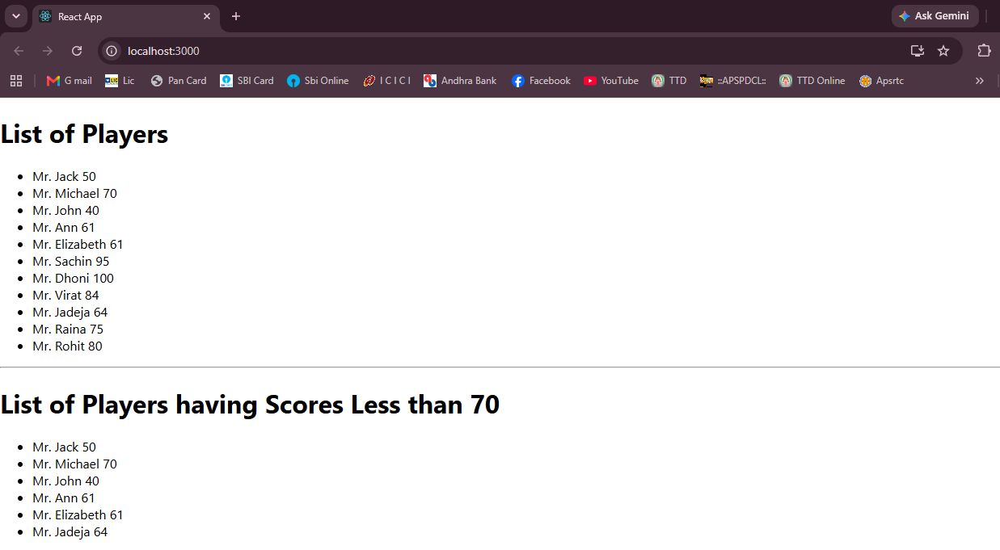 React App
Ask Gemini
localhost:3000
G mail Lic Pan Card SBI Card Sbi Online I C I C I Andhra Bank Facebook YouTube TTD ::APSPDCL:: TTD Online Apsrtc
List of Players
Mr. Jack 50
Mr. Michael 70
Mr. John 40
Mr. Ann 61
Mr. Elizabeth 61
Mr. Sachin 95
Mr. Dhoni 100
Mr. Virat 84
Mr. Jadeja 64
Mr. Raina 75
Mr. Rohit 80
List of Players having Scores Less than 70
Mr. Jack 50
Mr. Michael 70
Mr. John 40
Mr. Ann 61
Mr. Elizabeth 61
Mr. Jadeja 64